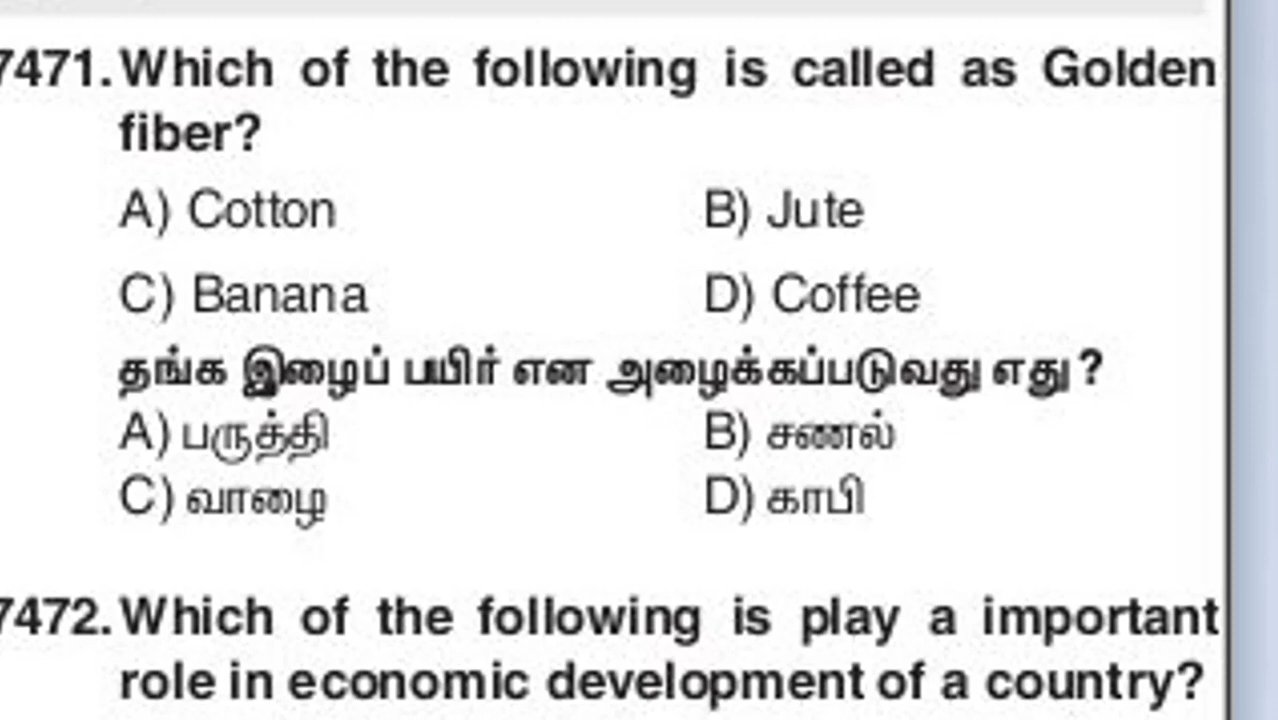 7471. Which of the following is called as Golden
fiber?
A) Cotton B) Jute
C) Banana D) Coffee
தங்க இழைப் பயிர் என அழைக்கப்படுவது எது ?
A) பருத்தி B) சணல்
C) வாழை D) காபி
7472. Which of the following is play a important
role in economic development of a country?